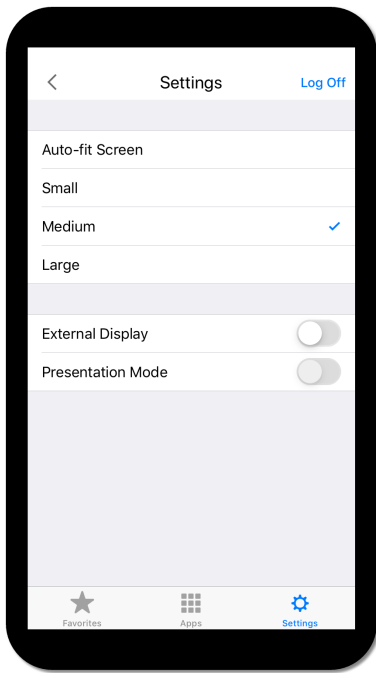 Settings Log Off
Auto-fit Screen
Small
Medium
Large
External Display
Presentation Mode
Favorites Apps Settings